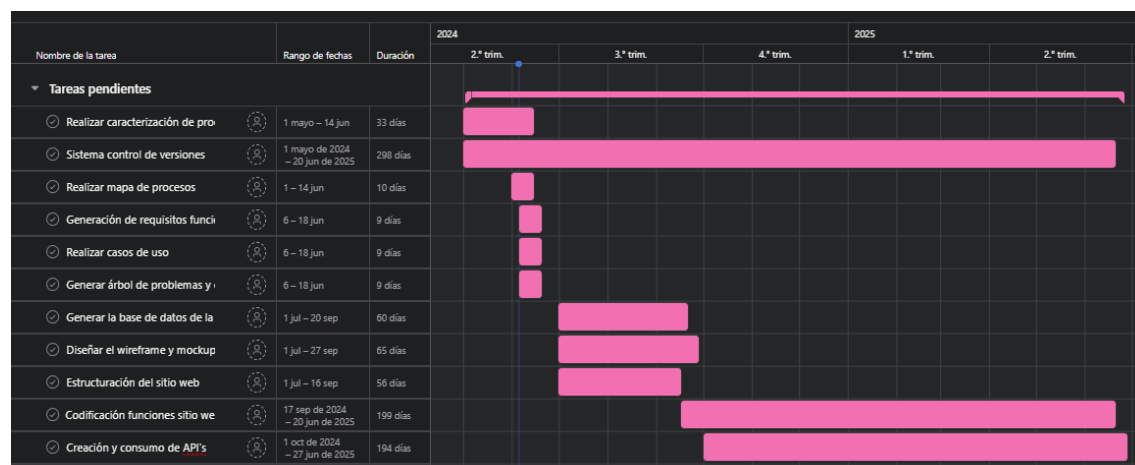 2024 2025
Nombre de la tarea Rango de fechas Duración 2.º trim. 3.º trim. 4.º trim. 1.º trim. 2.º trim.
Tareas pendientes
Realizar caracterización de pro 1 mayo – 14 jun 33 días
Sistema control de versiones 1 mayo de 2024 – 20 jun de 2025 298 días
Realizar mapa de procesos 1 – 14 jun 10 días
Generación de requisitos funci 6 – 18 jun 9 días
Realizar casos de uso 6 – 18 jun 9 días
Generar árbol de problemas y 6 – 18 jun 9 días
Generar la base de datos de la 1 jul – 20 sep 60 días
Diseñar el wireframe y mockup 1 jul – 27 sep 65 días
Estructuración del sitio web 1 jul – 16 sep 56 días
Codificación funciones sitio we 17 sep de 2024 – 20 jun de 2025 199 días
Creación y consumo de API's 1 oct de 2024 – 27 jun de 2025 194 días